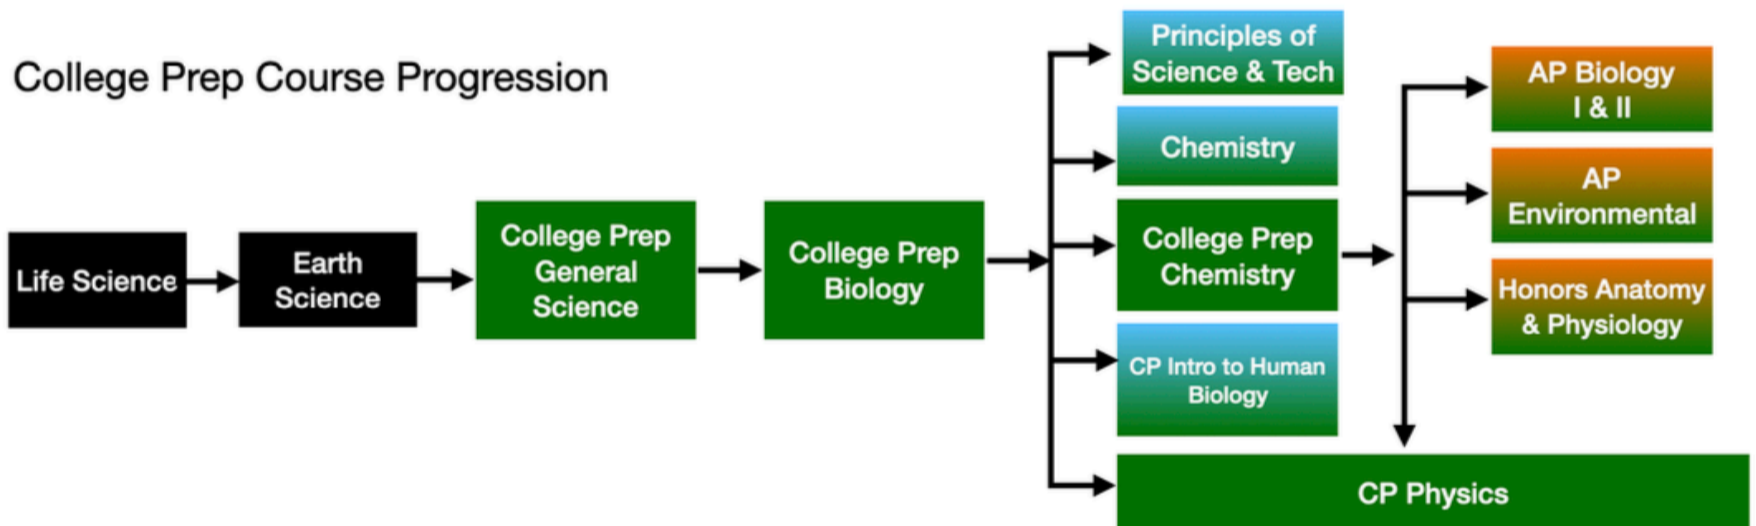 College Prep Course Progression
Life Science
Earth
Science
College Prep
General
Science
College Prep
Biology
Principles of
Science & Tech
Chemistry
College Prep
Chemistry
CP Intro to Human
Biology
CP Physics
AP Biology
I & II
AP
Environmental
Honors Anatomy
& Physiology